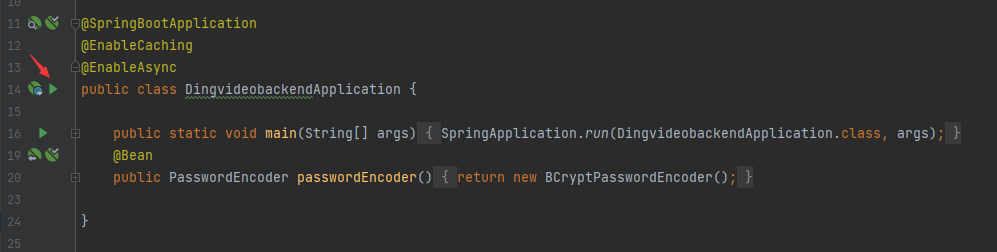 10
11 @SpringBootApplication
12 @EnableCaching
13 @EnableAsync
14 public class DingvideobackendApplication {
15
16 public static void main(String[] args) { SpringApplication.run(DingvideobackendApplication.class, args); }
19 @Bean
20 public PasswordEncoder passwordEncoder() { return new BCryptPasswordEncoder(); }
23
24 }
25